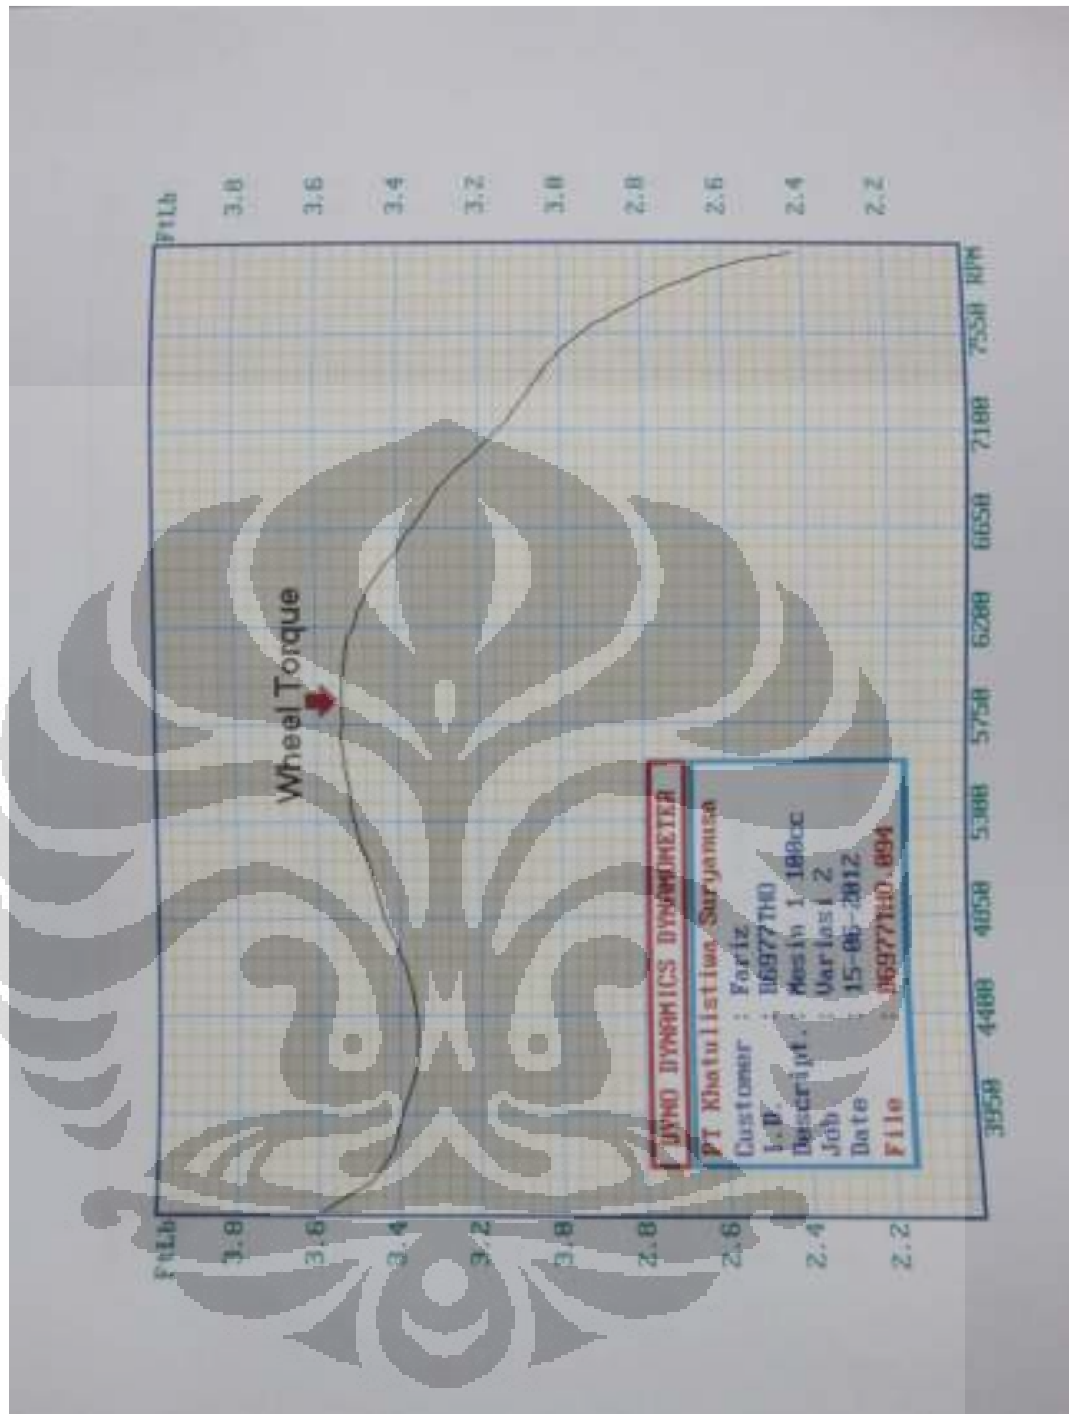 FtLb
3.8
3.6
3.4
3.2
3.0
2.8
2.6
2.4
2.2
Wheel Torque
DYNO DYNAMICS DYNAMOMETER
PT Khatulistiwa Suryanusa
Customer : Fariz
I.D. : B6977THO
Descript. : Mesin 1 100cc
Job : Variasi 2
Date : 15-06-2012
File : B6977THO.094
FtLb
3.8
3.6
3.4
3.2
3.0
2.8
2.6
2.4
2.2
3950 4400 4850 5300 5750 6200 6650 7100 7550 RPM